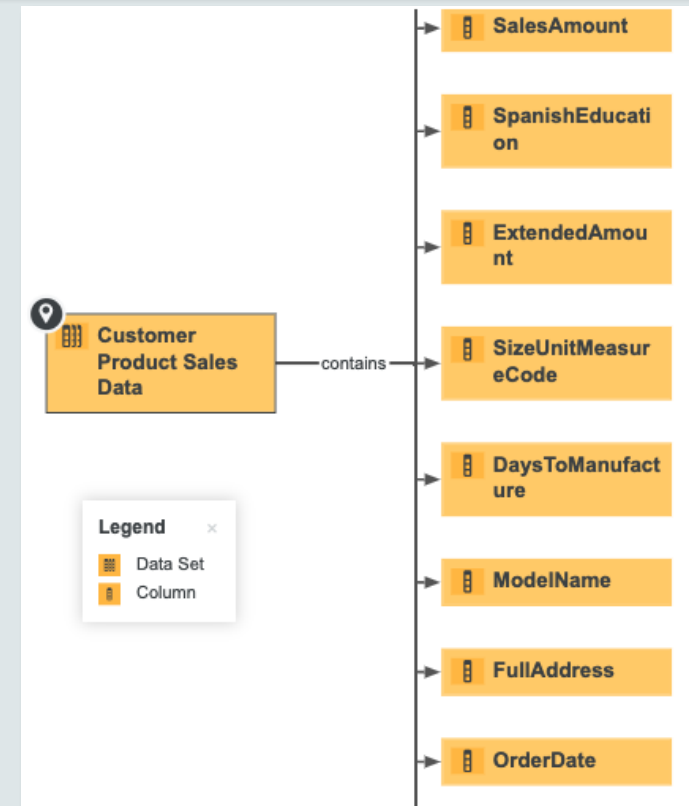 SalesAmount
SpanishEducati
on
ExtendedAmou
nt
Customer
Product Sales
Data
contains
SizeUnitMeasur
eCode
DaysToManufact
ure
Legend ×
Data Set
Column
ModelName
FullAddress
OrderDate